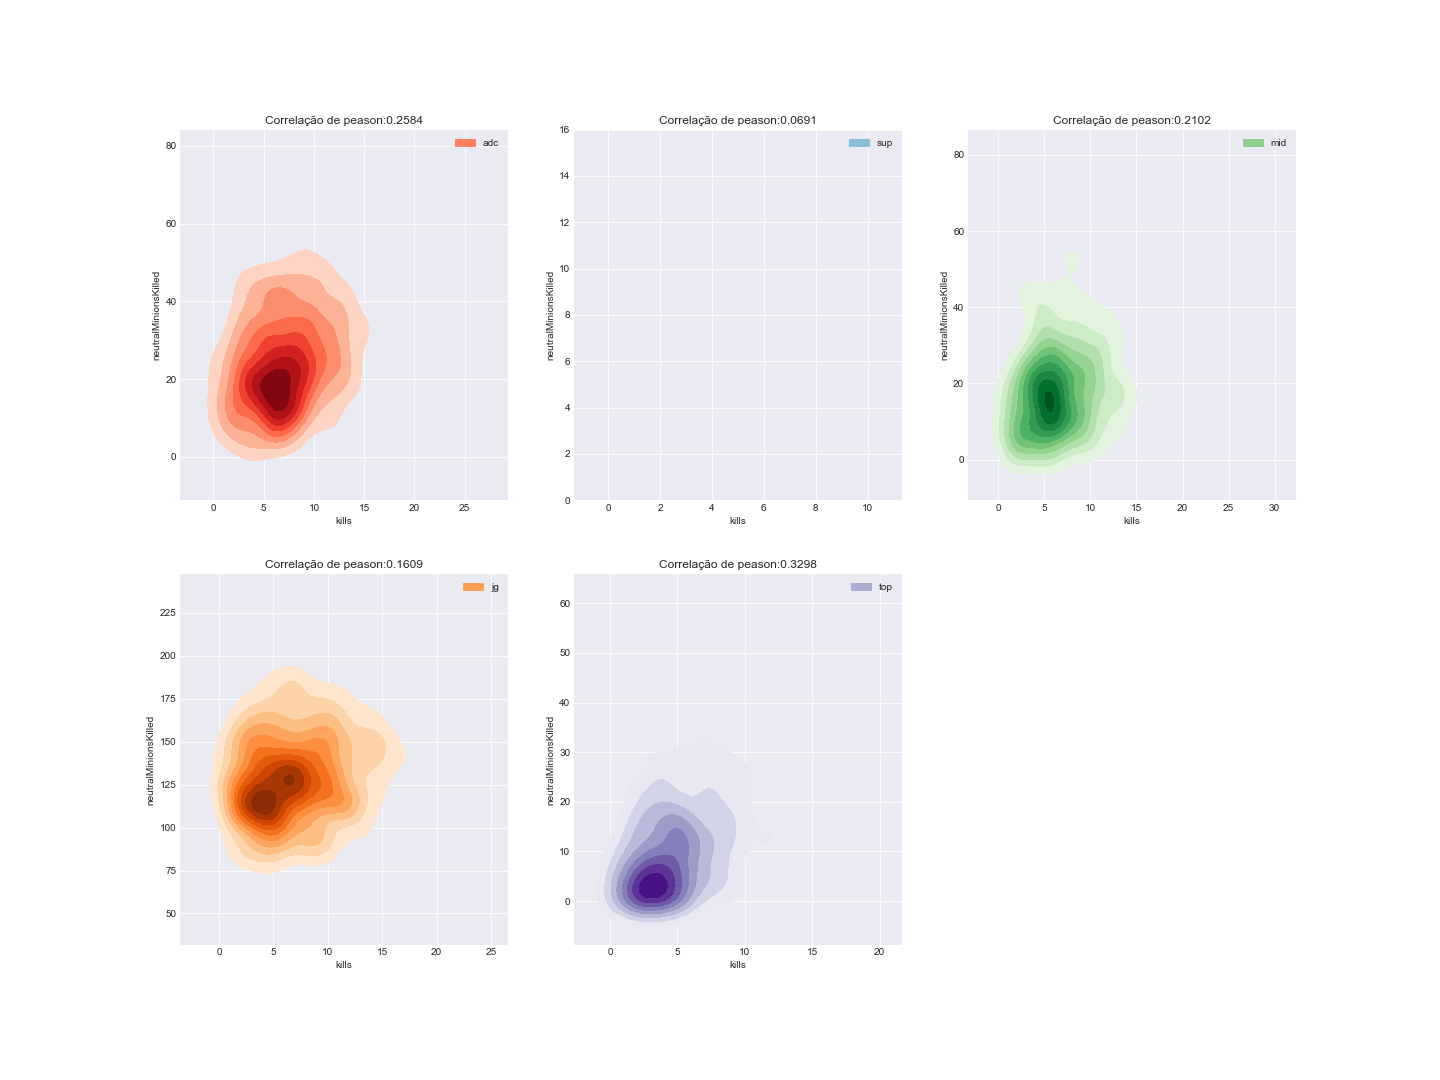 Correlação de peason:0.2584
adc
80
60
40
20
0
neutralMinionsKilled
0 5 10 15 20 25
kills
Correlação de peason:0.0691
sup
16
14
12
10
8
6
4
2
0
neutralMinionsKilled
0 2 4 6 8 10
kills
Correlação de peason:0.2102
mid
80
60
40
20
0
neutralMinionsKilled
0 5 10 15 20 25 30
kills
Correlação de peason:0.1609
jg
225
200
175
150
125
100
75
50
neutralMinionsKilled
0 5 10 15 20 25
kills
Correlação de peason:0.3298
top
60
50
40
30
20
10
0
neutralMinionsKilled
0 5 10 15 20
kills